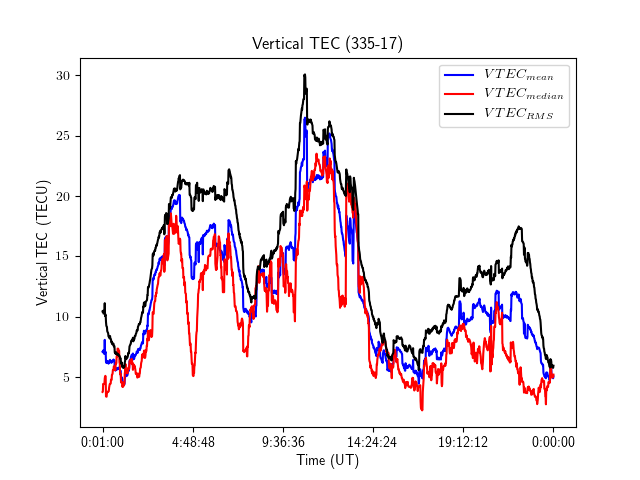 Vertical TEC (335-17)
VTEC_mean
VTEC_median
VTEC_RMS
Vertical TEC (TECU)
30
25
20
15
10
5
0:01:00 4:48:48 9:36:36 14:24:24 19:12:12 0:00:00
Time (UT)